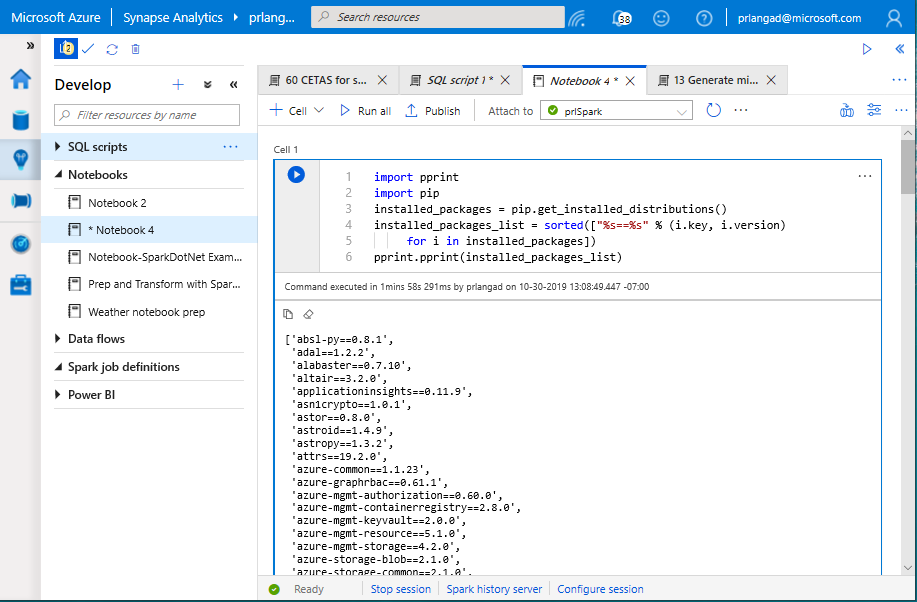 Microsoft Azure Synapse Analytics prlang... Search resources 38 prlangad@microsoft.com
2
Develop
Filter resources by name
SQL scripts
Notebooks
Notebook 2
* Notebook 4
Notebook-SparkDotNet Exam...
Prep and Transform with Spar...
Weather notebook prep
Data flows
Spark job definitions
Power BI
60 CETAS for s... SQL script 1 * Notebook 4 * 13 Generate mi...
Cell Run all Publish Attach to prlSpark
Cell 1
1 import pprint
2 import pip
3 installed_packages = pip.get_installed_distributions()
4 installed_packages_list = sorted(["%s==%s" % (i.key, i.version)
5 for i in installed_packages])
6 pprint.pprint(installed_packages_list)
Command executed in 1mins 58s 291ms by prlangad on 10-30-2019 13:08:49.447 -07:00
['absl-py==0.8.1',
'adal==1.2.2',
'alabaster==0.7.10',
'altair==3.2.0',
'applicationinsights==0.11.9',
'asn1crypto==1.0.1',
'astor==0.8.0',
'astroid==1.4.9',
'astropy==1.3.2',
'attrs==19.2.0',
'azure-common==1.1.23',
'azure-graphrbac==0.61.1',
'azure-mgmt-authorization==0.60.0',
'azure-mgmt-containerregistry==2.8.0',
'azure-mgmt-keyvault==2.0.0',
'azure-mgmt-resource==5.1.0',
'azure-mgmt-storage==4.2.0',
'azure-storage-blob==2.1.0',
'azure-storage-common==2.1.0',
Ready Stop session Spark history server Configure session